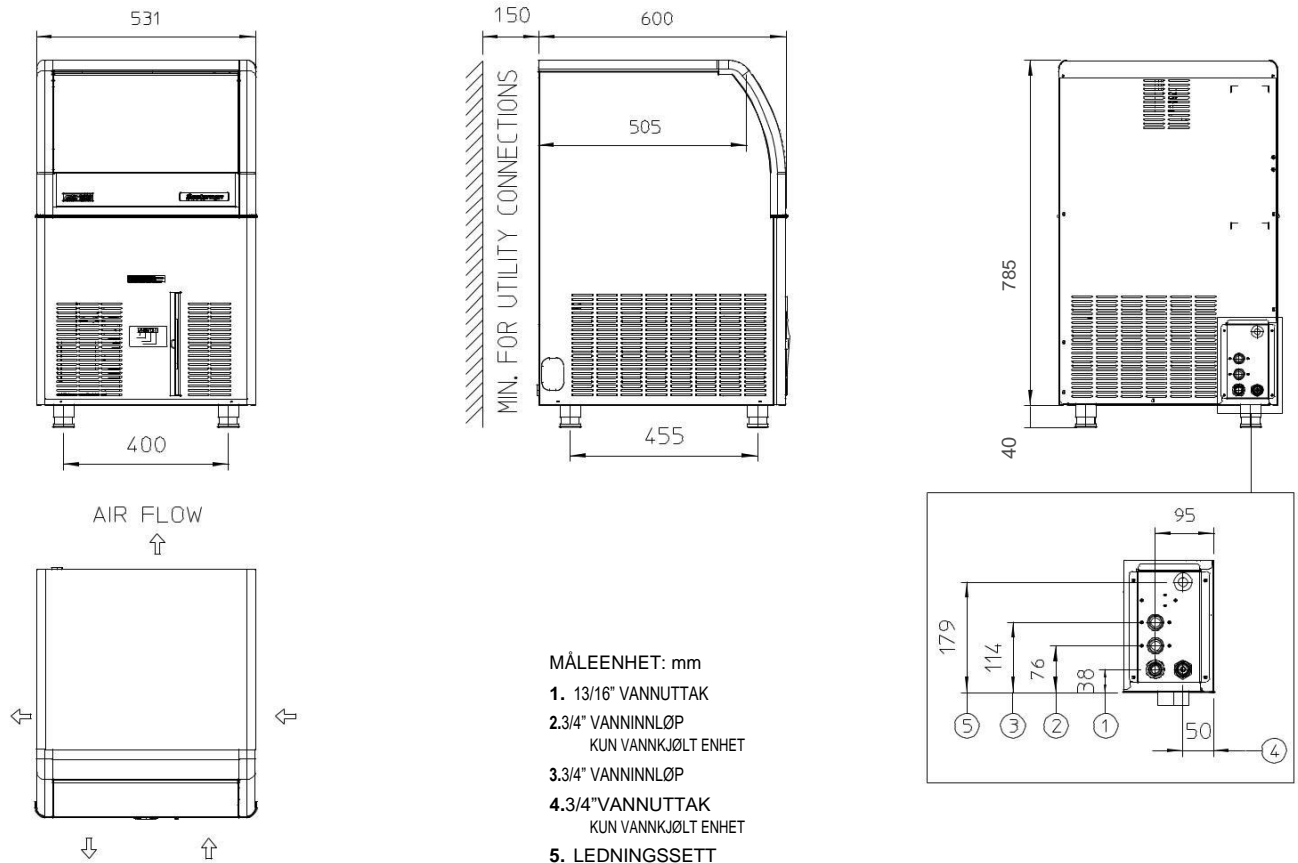 531
150
600
MIN. FOR UTILITY CONNECTIONS
505
785
400
455
40
AIR FLOW
95
179
114
76
38
50
5
3
2
1
4
MÅLEENHET: mm
1. 13/16" VANNUTTAK
2.3/4" VANNINNLØP
KUN VANNKJØLT ENHET
3.3/4" VANNINNLØP
4.3/4"VANNUTTAK
KUN VANNKJØLT ENHET
5. LEDNINGSSETT